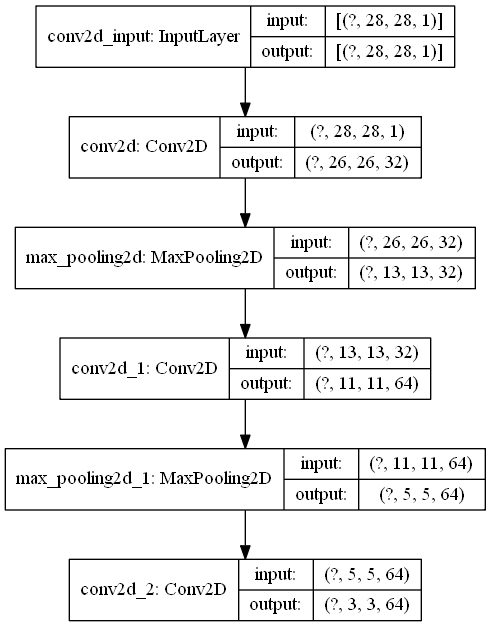 conv2d_input: InputLayer
input: [(?, 28, 28, 1)]
output: [(?, 28, 28, 1)]
conv2d: Conv2D
input: (?, 28, 28, 1)
output: (?, 26, 26, 32)
max_pooling2d: MaxPooling2D
input: (?, 26, 26, 32)
output: (?, 13, 13, 32)
conv2d_1: Conv2D
input: (?, 13, 13, 32)
output: (?, 11, 11, 64)
max_pooling2d_1: MaxPooling2D
input: (?, 11, 11, 64)
output: (?, 5, 5, 64)
conv2d_2: Conv2D
input: (?, 5, 5, 64)
output: (?, 3, 3, 64)